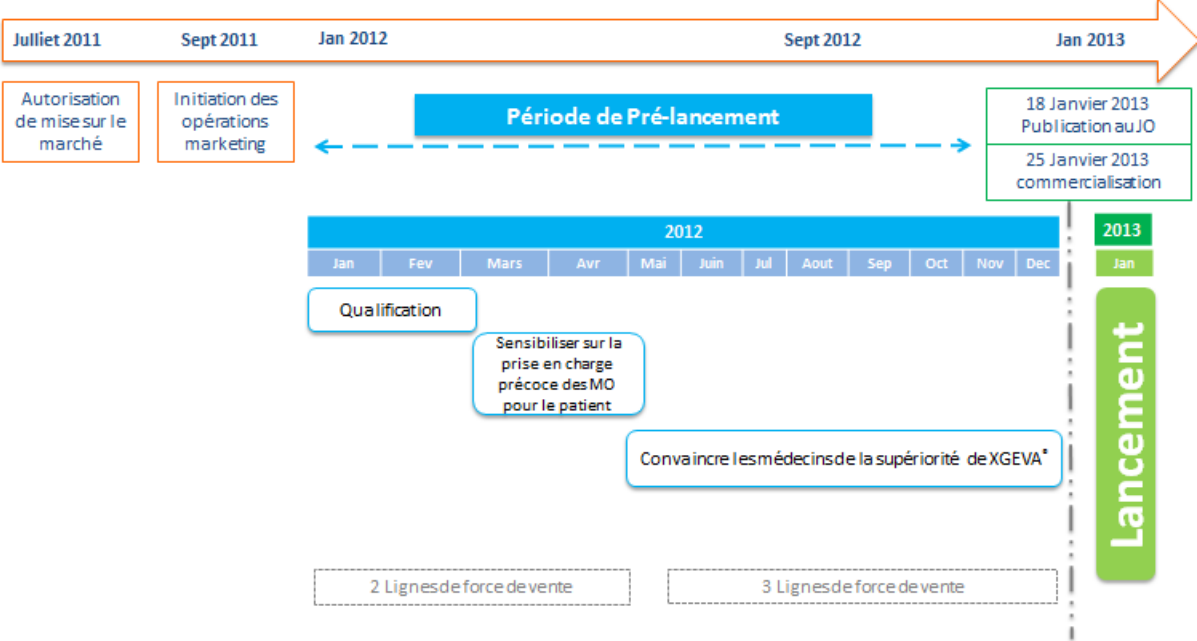 Julliet 2011 Sept 2011 Jan 2012 Sept 2012 Jan 2013
Autorisation
de mise sur le
marché
Initiation des
opérations
marketing
Période de Pré-lancement
18 Janvier 2013
Publication au JO
25 Janvier 2013
commercialisation
2012
2013
Jan Fev Mars Avr Mai Juin Jul Aout Sep Oct Nov Dec
Jan
Qualification
Sensibiliser sur la
prise en charge
précoce des MO
pour le patient
Convaincre les médecins de la supériorité de XGEVA®
Lancement
2 Lignes de force de vente
3 Lignes de force de vente